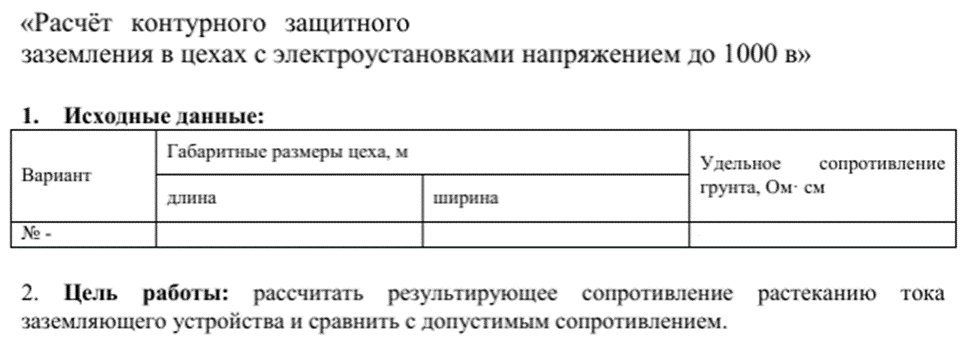 «Расчёт контурного защитного
заземления в цехах с электроустановками напряжением до 1000 в»
1. Исходные данные:
Вариант
Габаритные размеры цеха, м
Удельное сопротивление
грунта, Ом· см
длина
ширина
№ -
2. Цель работы: рассчитать результирующее сопротивление растеканию тока
заземляющего устройства и сравнить с допустимым сопротивлением.